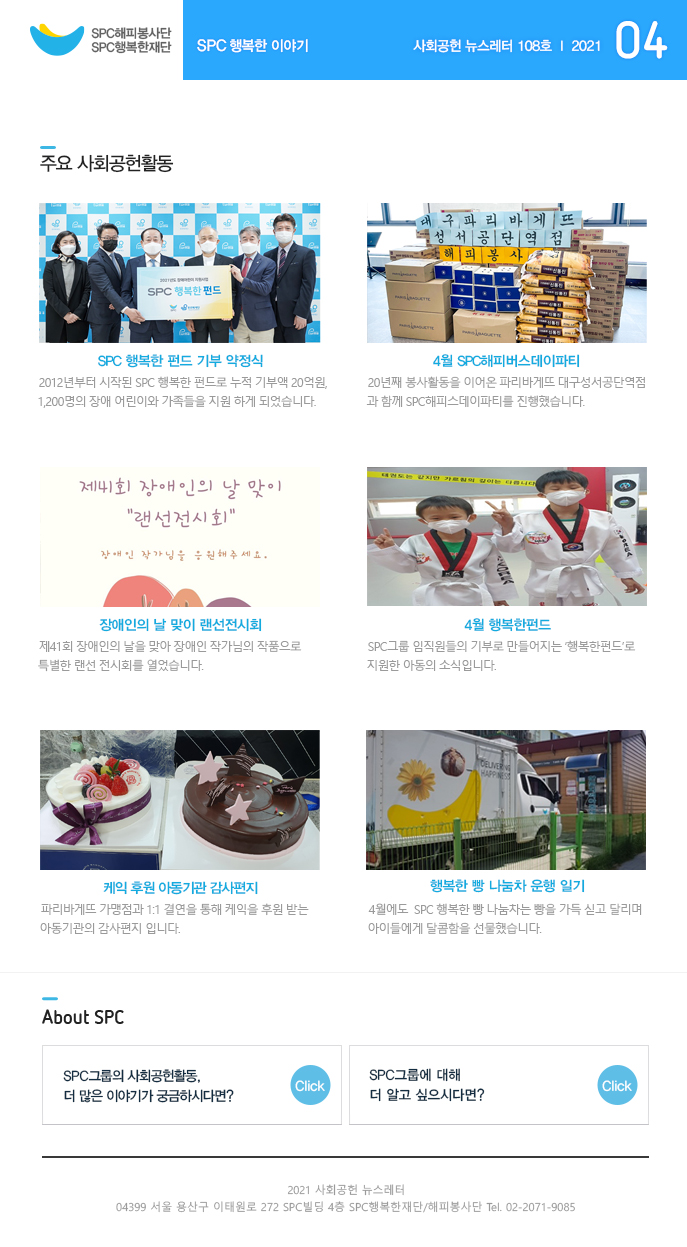 SPC해피봉사단
SPC행복한재단
SPC 행복한 이야기
사회공헌 뉴스레터 108호 ㅣ 2021
04
주요 사회공헌활동
SPC 행복한 펀드
대구파리바게뜨
성서공단역점
해피봉사
PARIS BAGUETTE
PARIS BAGUETTE
SPC 행복한 펀드 기부 약정식
2012년부터 시작된 SPC 행복한 펀드로 누적 기부액 20억원,
1,200명의 장애 어린이와 가족들을 지원 하게 되었습니다.
4월 SPC해피버스데이파티
20년째 봉사활동을 이어온 파리바게뜨 대구성서공단역점
과 함께 SPC해피스데이파티를 진행했습니다.
제41회 장애인의 날 맞이
"랜선전시회"
장애인 작가님을 응원해주세요.
KOREA
KTA
장애인의 날 맞이 랜선전시회
제41회 장애인의 날을 맞아 장애인 작가님의 작품으로
특별한 랜선 전시회를 열었습니다.
4월 행복한펀드
SPC그룹 임직원들의 기부로 만들어지는 '행복한펀드'로
지원한 아동의 소식입니다.
DELIVERING
HAPPINESS
케익 후원 아동기관 감사편지
파리바게뜨 가맹점과 1:1 결연을 통해 케익을 후원 받는
아동기관의 감사편지 입니다.
행복한 빵 나눔차 운행 일기
4월에도 SPC 행복한 빵 나눔차는 빵을 가득 싣고 달리며
아이들에게 달콤함을 선물했습니다.
About SPC
SPC그룹의 사회공헌활동,
더 많은 이야기가 궁금하시다면?
Click
SPC그룹에 대해
더 알고 싶으시다면?
Click
2021 사회공헌 뉴스레터
04399 서울 용산구 이태원로 272 SPC빌딩 4층 SPC행복한재단/해피봉사단 Tel. 02-2071-9085